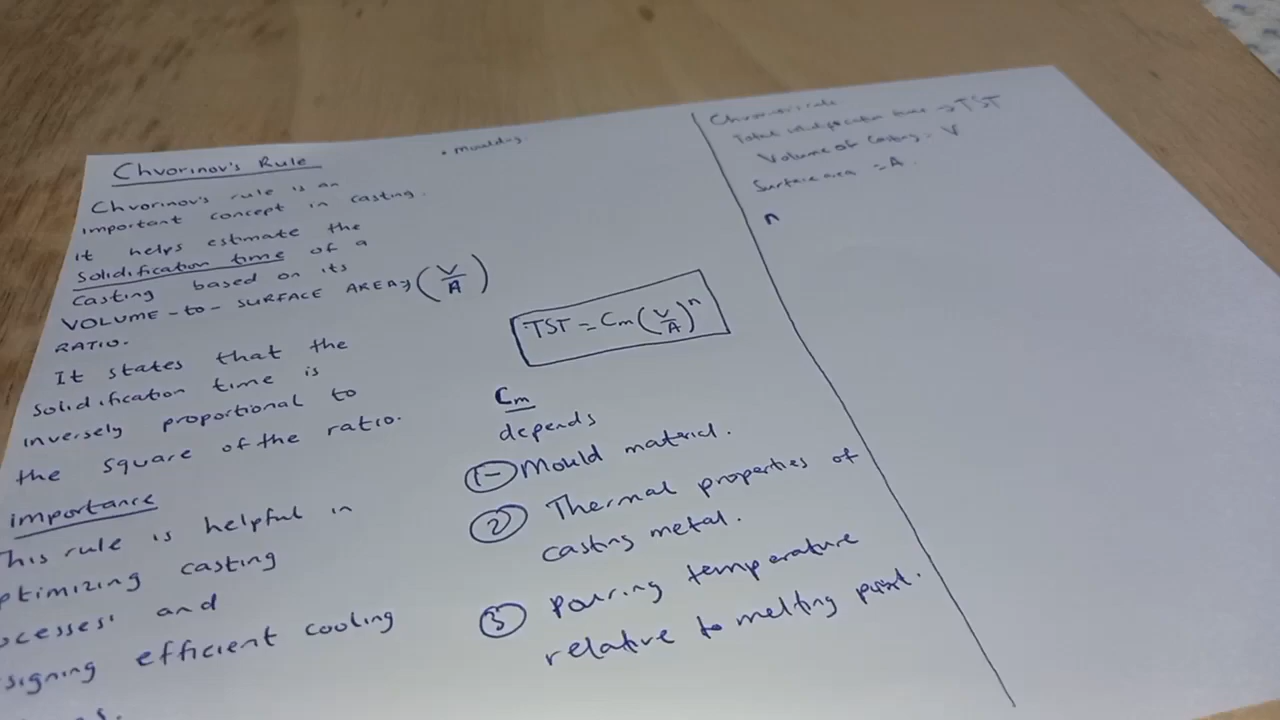 Chvorinov's Rule
Chvorinov's rule is an
important concept in casting.
it helps estimate the
solidification time of a
casting based on its
VOLUME-to-SURFACE AREA → (V/A)
RATIO.
It states that the
solidification time is
inversely proportional to
the square of the ratio.
importance
This rule is helpful in
ptimizing casting
ocesses and
signing efficient cooling
• moulding
TST = Cm (V/A)^n
Cm
depends
1- Mould material.
2 Thermal properties of
casting metal.
3 Pouring temperature
relative to melting point.
Chvorinov's rule
Total solidification time → TST
Volume of casting = V
Surface area = A.
n